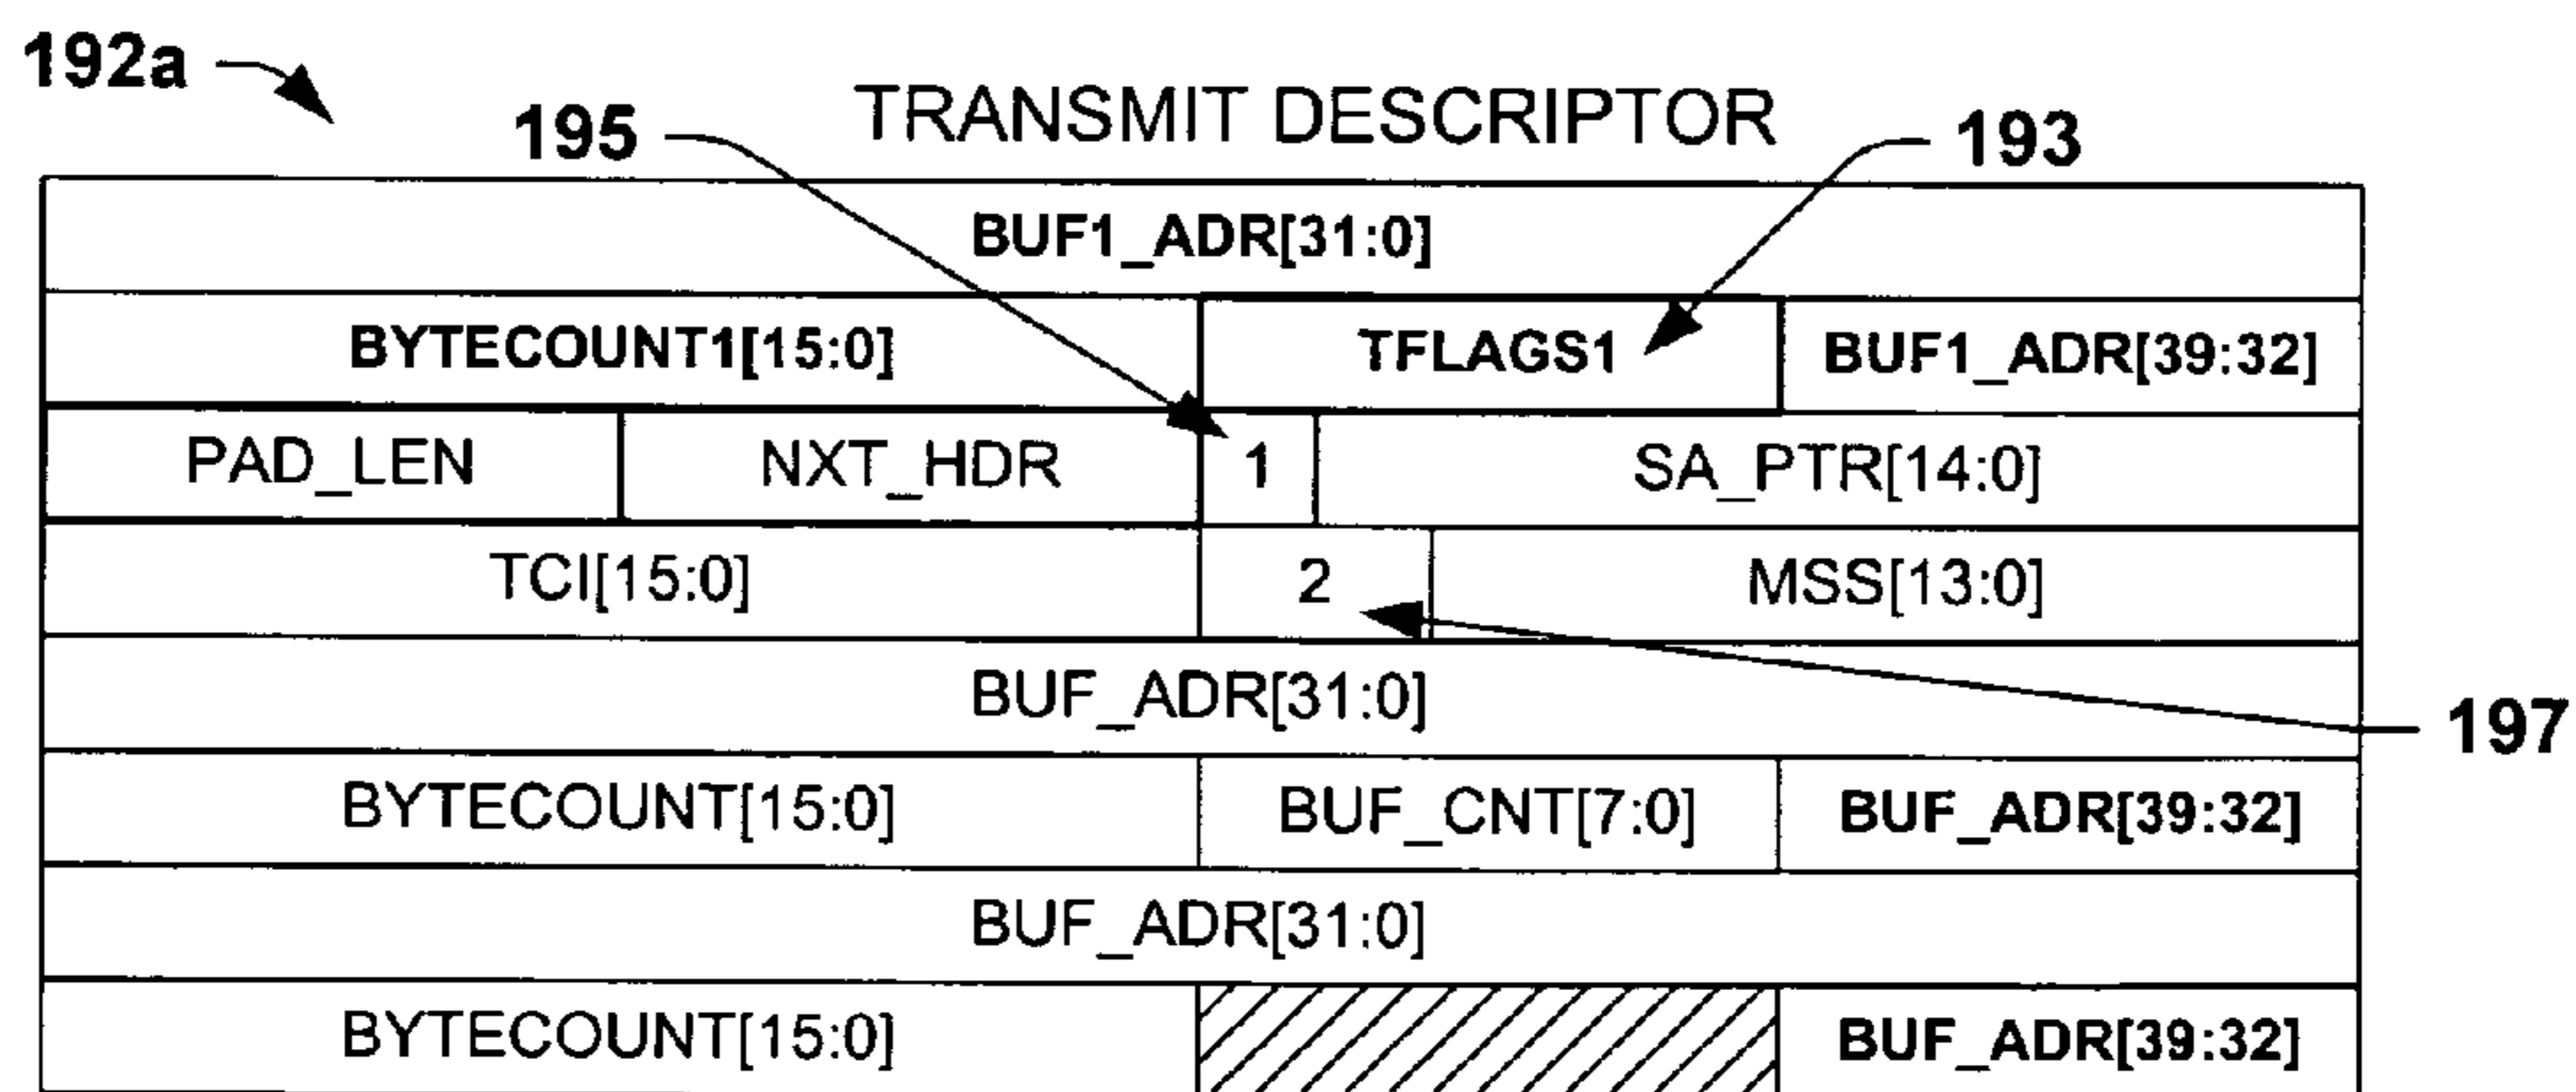 192a
TRANSMIT DESCRIPTOR
195
193
BUF1_ADR[31:0]
BYTECOUNT1[15:0] TFLAGS1 BUF1_ADR[39:32]
PAD_LEN NXT_HDR 1 SA_PTR[14:0]
TCI[15:0] 2 MSS[13:0]
BUF_ADR[31:0]
197
BYTECOUNT[15:0] BUF_CNT[7:0] BUF_ADR[39:32]
BUF_ADR[31:0]
BYTECOUNT[15:0] BUF_ADR[39:32]